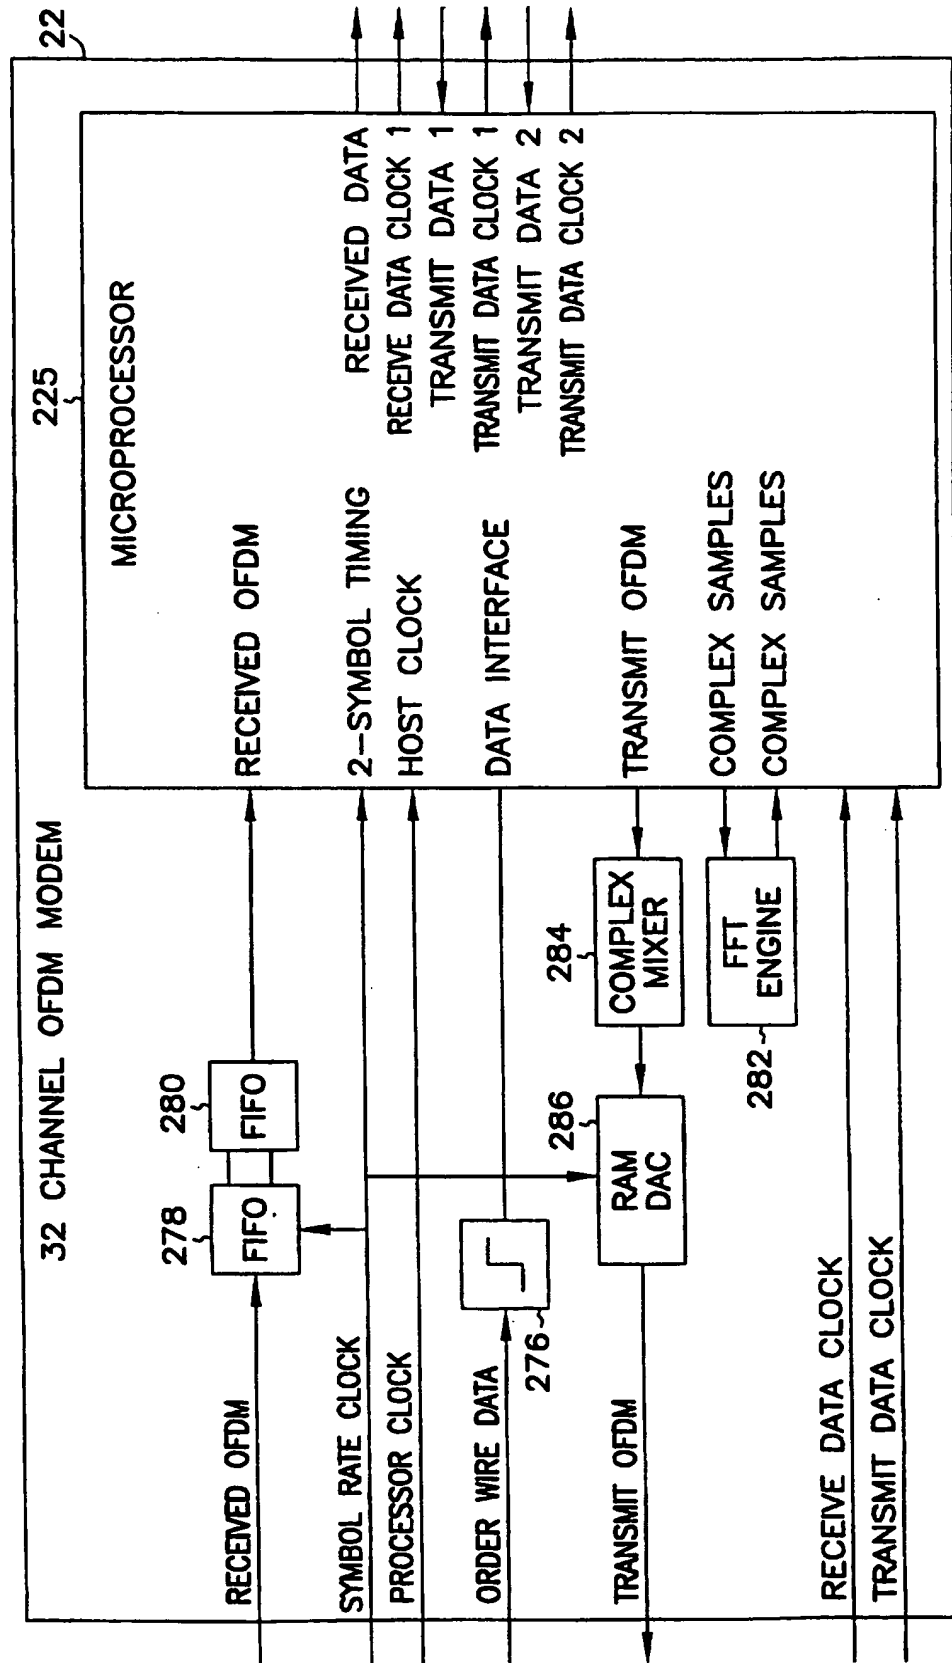 22
32 CHANNEL OFDM MODEM
225
MICROPROCESSOR
278
280
FIFO
FIFO
RECEIVED OFDM
RECEIVED OFDM
SYMBOL RATE CLOCK
2-SYMBOL TIMING
RECEIVED DATA
PROCESSOR CLOCK
HOST CLOCK
RECEIVE DATA CLOCK 1
TRANSMIT DATA 1
ORDER WIRE DATA
276
DATA INTERFACE
TRANSMIT DATA CLOCK 1
TRANSMIT DATA 2
TRANSMIT DATA CLOCK 2
286
284
TRANSMIT OFDM
RAM
DAC
COMPLEX
MIXER
TRANSMIT OFDM
282
FFT
ENGINE
COMPLEX SAMPLES
COMPLEX SAMPLES
RECEIVE DATA CLOCK
TRANSMIT DATA CLOCK